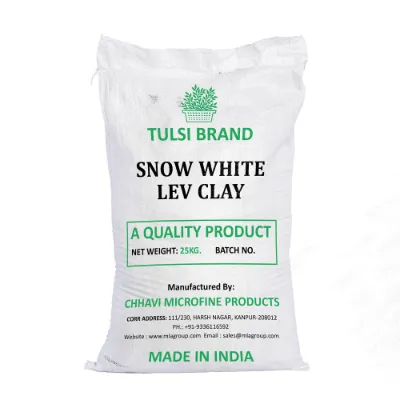 TULSI BRAND
SNOW WHITE
LEV CLAY
A QUALITY PRODUCT
NET WEIGHT: 25KG. BATCH NO.
Manufactured By:
CHHAVI MICROFINE PRODUCTS
CORR ADDRESS: 111/230, HARSH NAGAR, KANPUR-208012
PH.: +91-9336116592
Website : www.mlagroup.com Email : sales@mlagroup.com
MADE IN INDIA